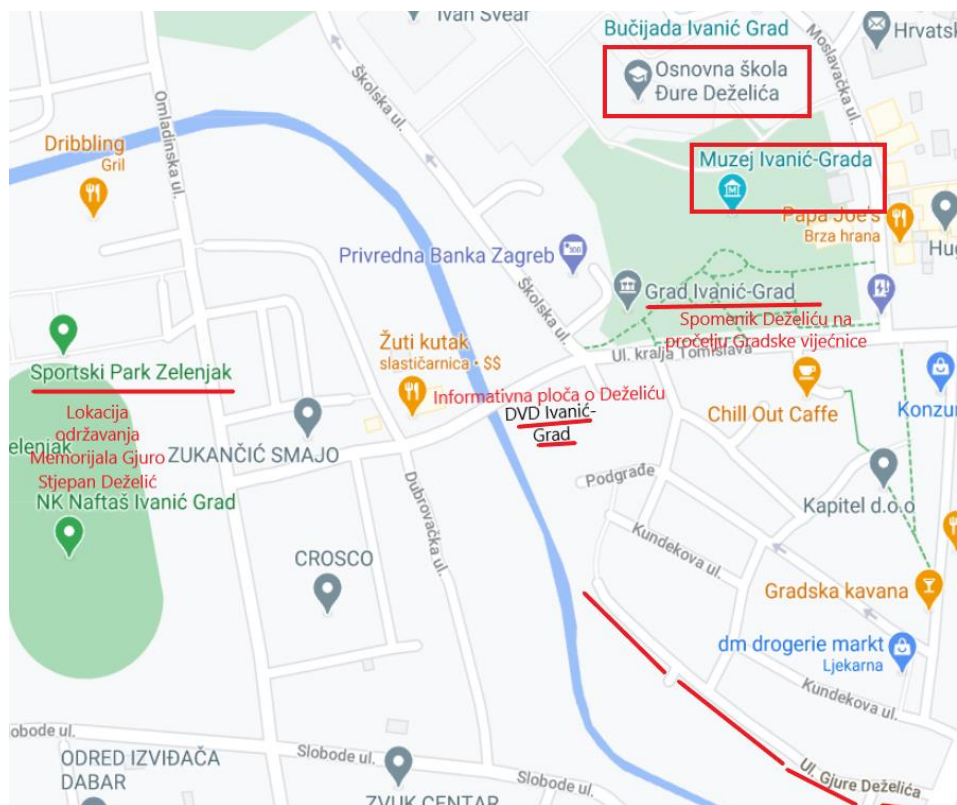 Ivan Švear
Bučijada Ivanić Grad
Hrvatsk
Osnovna škola
Đure Deželića
Moslavačka ul.
Školska ul.
Omladinska ul.
Dribbling
Gril
Muzej Ivanić-Grada
Papa Joe's
Brza hrana
Hug
Privredna Banka Zagreb
Grad Ivanić-Grad
Spomenik Deželiću na
pročelju Gradske vijećnice
Školska ul.
Ul. kralja Tomislava
Žuti kutak
slastičarnica • $$
Sportski Park Zelenjak
Informativna ploča o Deželiću
DVD Ivanić-
Grad
Chill Out Caffe
Konzum
Lokacija
održavanja
Memorijala Gjuro
Stjepan Deželić
elenjak
ZUKANČIĆ SMAJO
NK Naftaš Ivanić Grad
Dubrovačka ul.
Podgrađe
Kapitel d.o.o
Kundekova ul.
CROSCO
Gradska kavana
dm drogerie markt
Ljekarna
Kundekova ul.
lobode ul.
ODRED IZVIĐAČA
DABAR
Slobode ul.
Slobode ul.
Ul. Gjure Deželića
ZVUK CENTAR